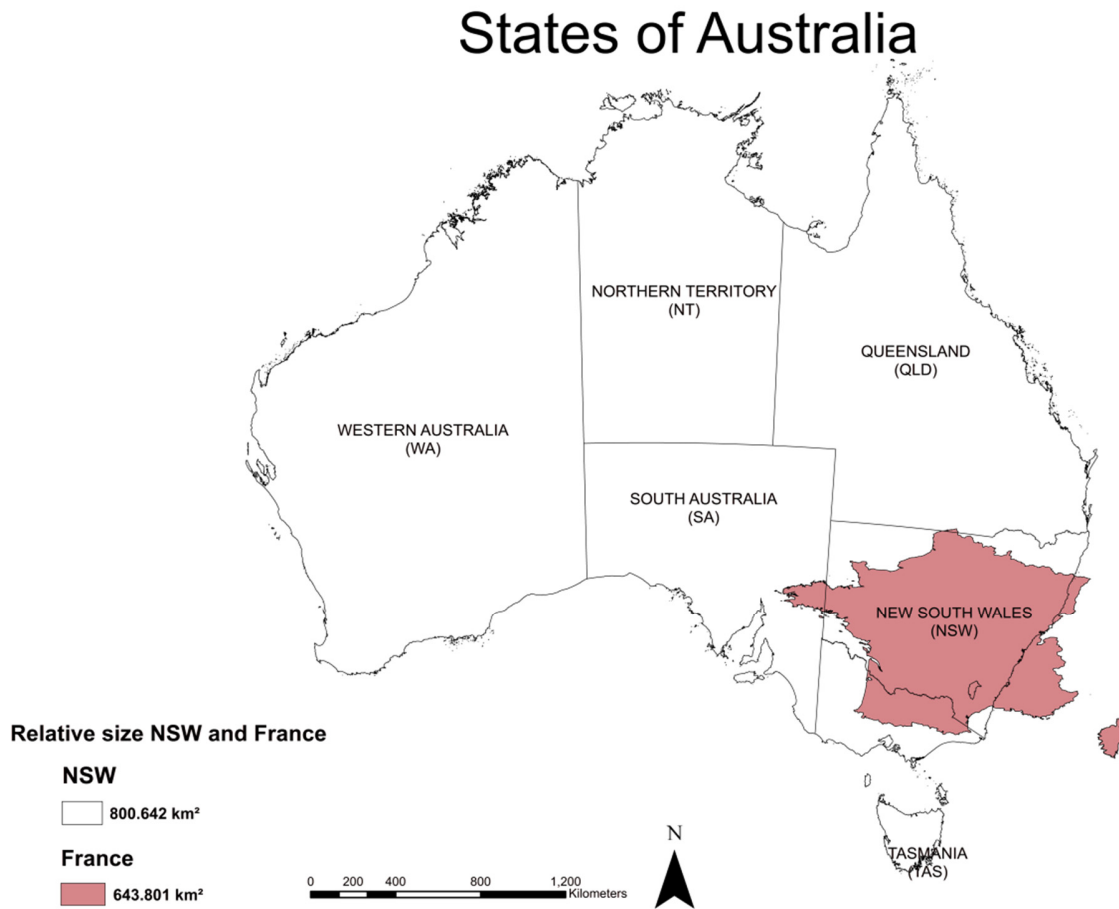 States of Australia
NORTHERN TERRITORY
(NT)
QUEENSLAND
(QLD)
WESTERN AUSTRALIA
(WA)
SOUTH AUSTRALIA
(SA)
NEW SOUTH WALES
(NSW)
TASMANIA
(TAS)
Relative size NSW and France
NSW
800.642 km²
France
643.801 km²
0 200 400 800 1,200
Kilometers
N